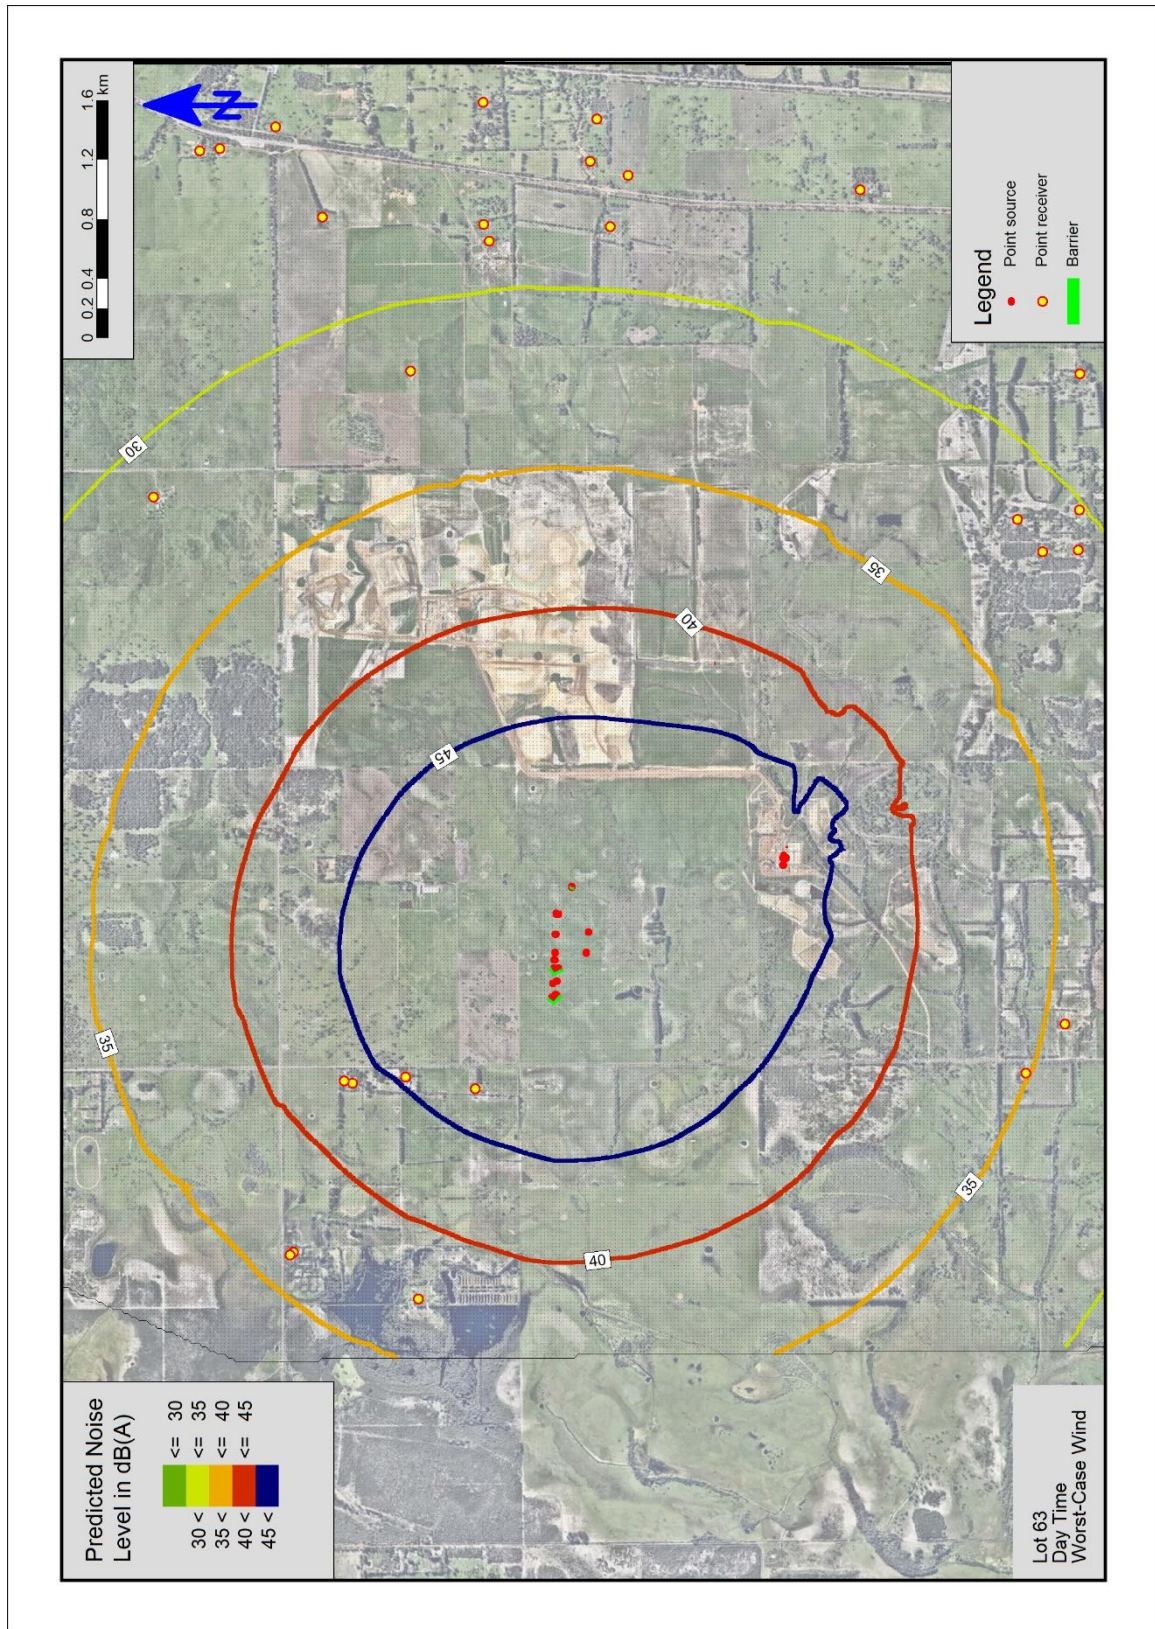 Predicted Noise
Level in dB(A)
<= 30
30 < <= 35
35 < <= 40
40 < <= 45
45 <
Lot 63
Day Time
Worst-Case Wind
0 0.2 0.4 0.8 1.2 1.6
km
N
Legend
Point source
Point receiver
Barrier
30
35
40
45
35
40
35